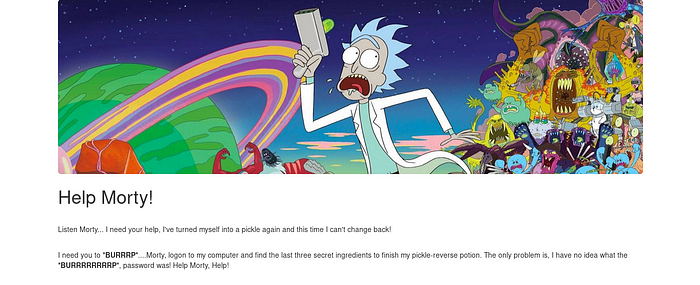 Help Morty!
Listen Morty... I need your help, I've turned myself into a pickle again and this time I can't change back!
I need you to *BURRRP*....Morty, logon to my computer and find the last three secret ingredients to finish my pickle-reverse potion. The only problem is, I have no idea what the
*BURRRRRRRRP*, password was! Help Morty, Help!